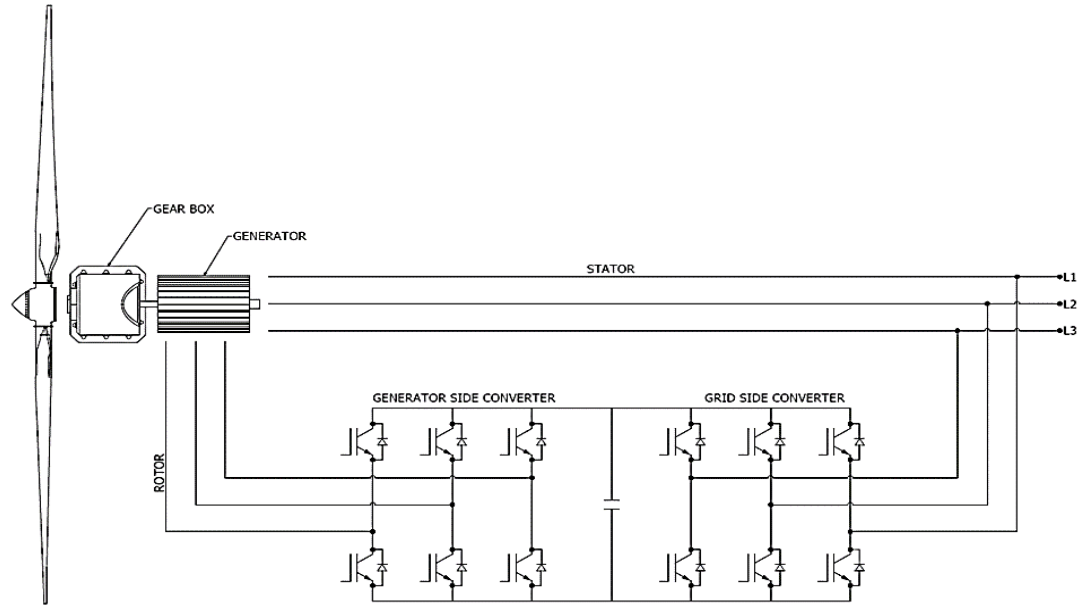 GEAR BOX
GENERATOR
STATOR
L1
L2
L3
GENERATOR SIDE CONVERTER
GRID SIDE CONVERTER
ROTOR